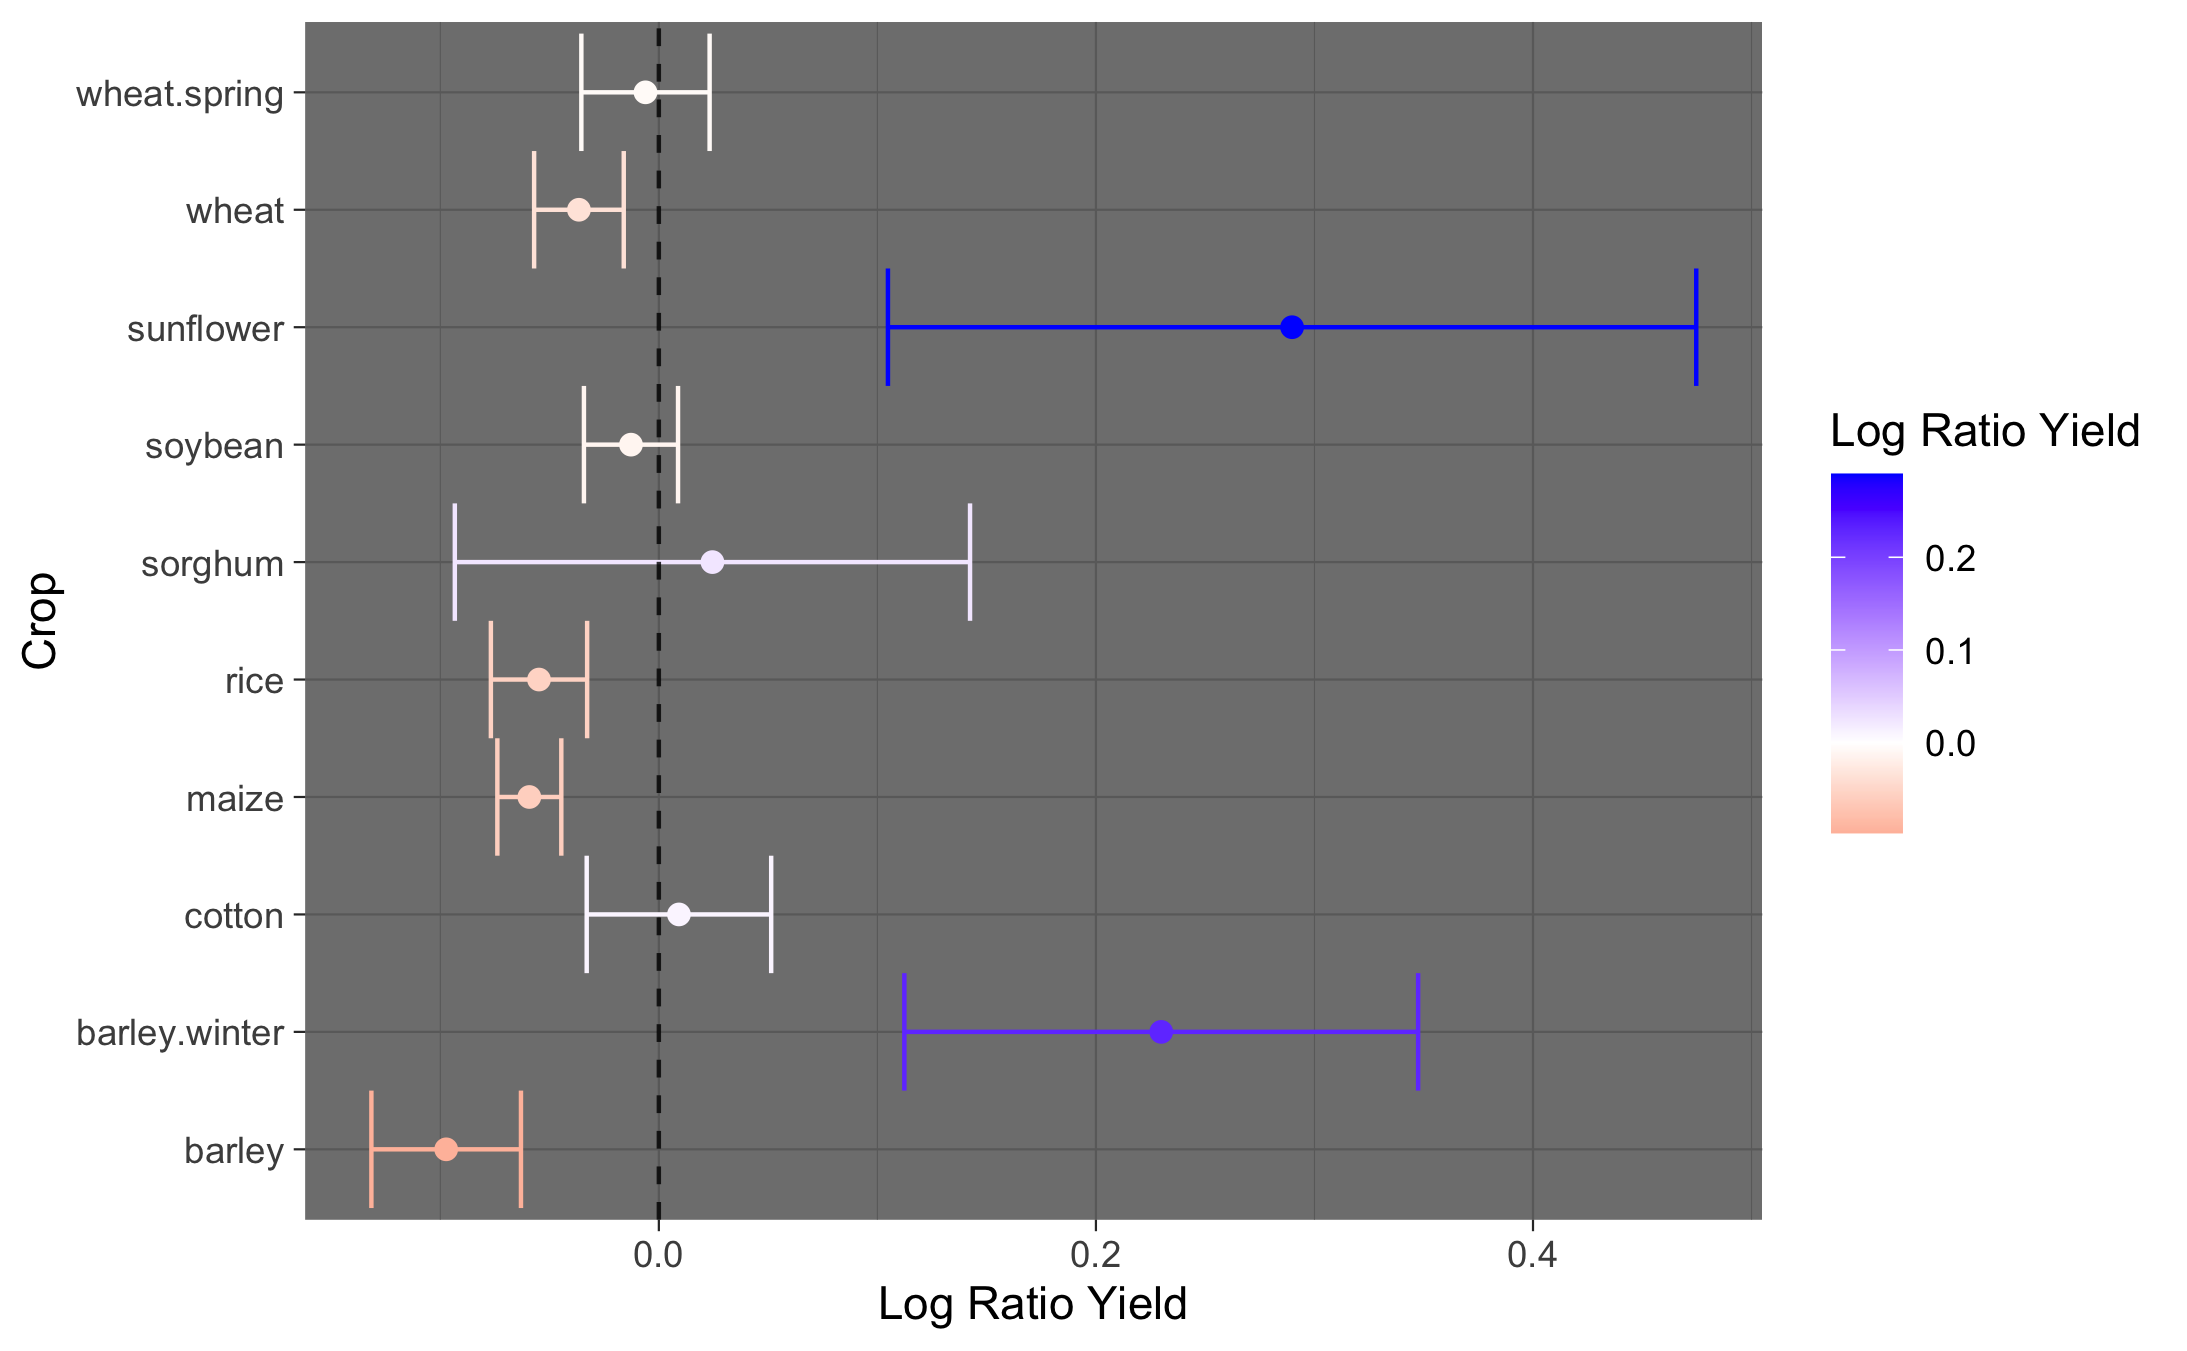 wheat.spring
wheat
sunflower
soybean
sorghum
rice
maize
cotton
barley.winter
barley
Crop
0.0
0.2
0.4
Log Ratio Yield
Log Ratio Yield
0.2
0.1
0.0